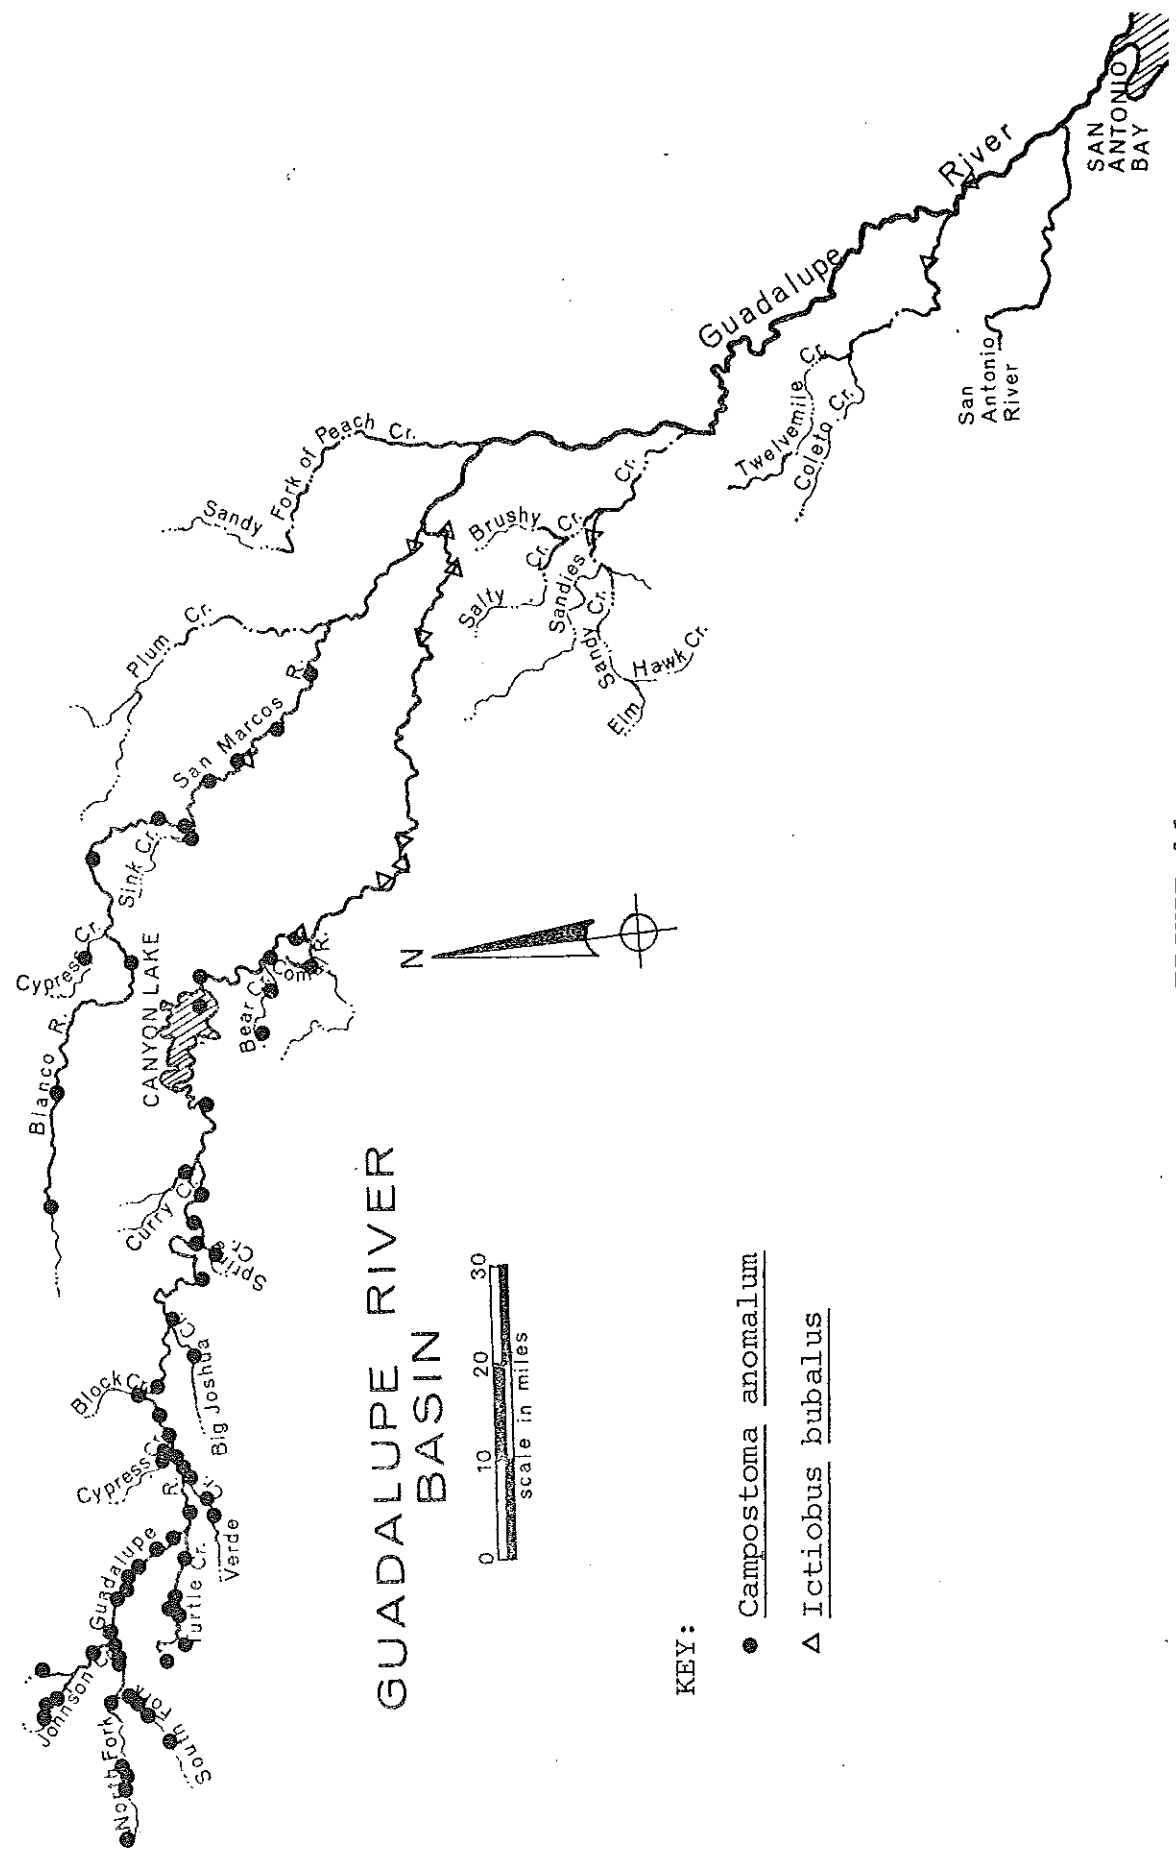 GUADALUPE RIVER
BASIN
0 10 20 30
scale in miles
N
KEY:
● Campostoma anomalum
△ Ictiobus bubalus
North Fork
South Fork
Johnson Cr.
Guadalupe
R.
Turtle Cr.
Verde
Cr.
Cypress Cr.
Block Cr.
Big Joshua
Cr.
Spring
Cr.
Curry Cr.
CANYON LAKE
Blanco R.
Cypress Cr.
Sink Cr.
Bear Cr.
R.
San Marcos R.
Plum Cr.
Sandy Fork of Peach Cr.
Brushy
Cr.
Salty
Cr.
Sandies
Cr.
Sandy Cr.
Elm
Hawk Cr.
Guadalupe River
Twelvemile Cr.
Coleto Cr.
San
Antonio
River
SAN
ANTONIO
BAY